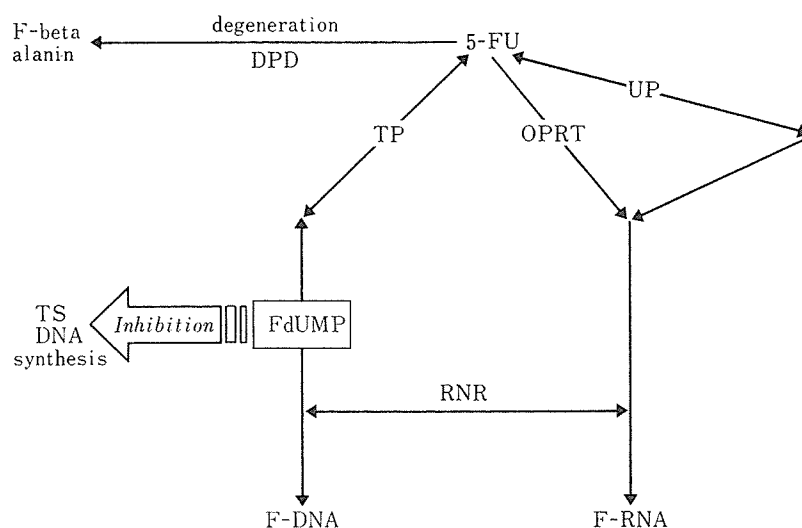 degeneration
F-beta
alanin
5-FU
DPD
UP
TP
OPRT
TS
DNA
synthesis
Inhibition
FdUMP
RNR
F-DNA
F-RNA